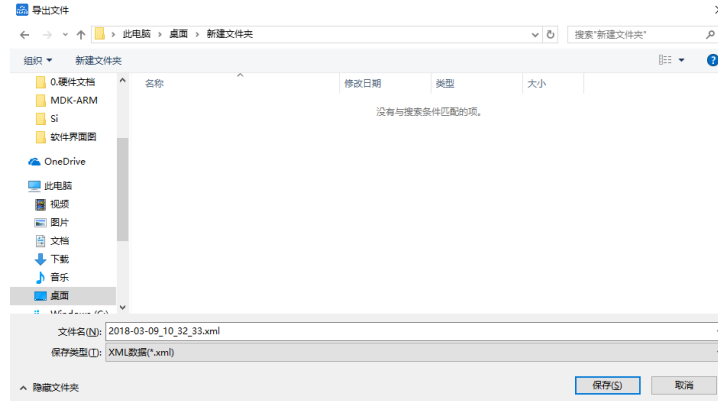 导出文件
此电脑 › 桌面 › 新建文件夹
搜索"新建文件夹"
组织 新建文件夹
名称 修改日期 类型 大小
没有与搜索条件匹配的项。
0.硬件文档
MDK-ARM
Si
软件界面图
OneDrive
此电脑
视频
图片
文档
下载
音乐
桌面
文件名(N): 2018-03-09_10_32_33.xml
保存类型(T): XML数据(*.xml)
隐藏文件夹 保存(S) 取消